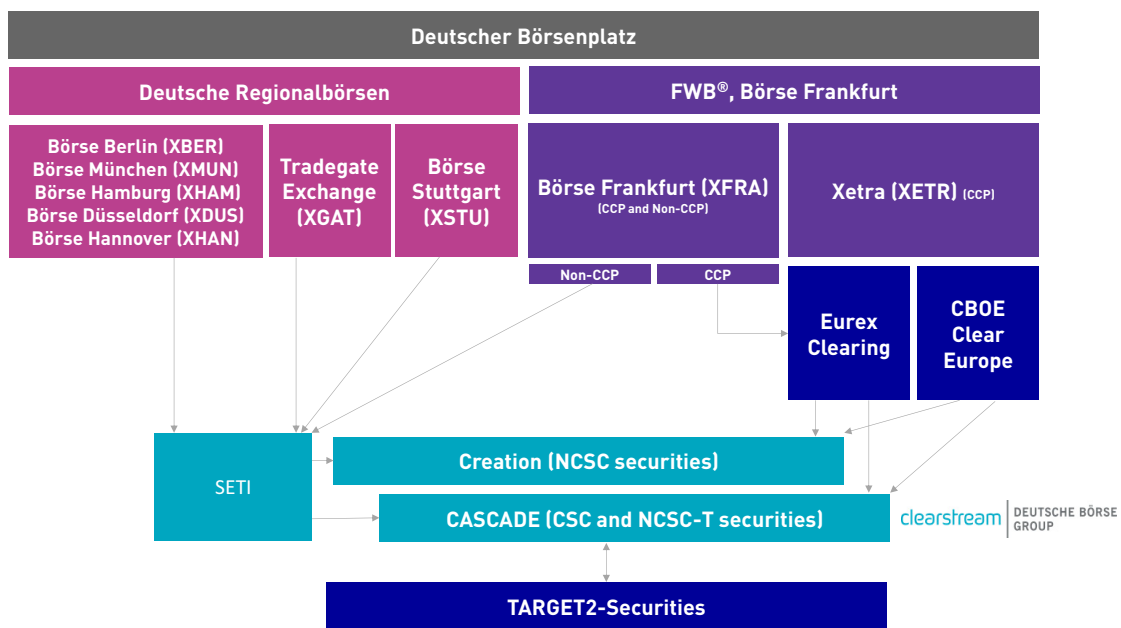 Deutscher Börsenplatz
Deutsche Regionalbörsen
FWB®, Börse Frankfurt
Börse Berlin (XBER)
Börse München (XMUN)
Börse Hamburg (XHAM)
Börse Düsseldorf (XDUS)
Börse Hannover (XHAN)
Tradegate
Exchange
(XGAT)
Börse
Stuttgart
(XSTU)
Börse Frankfurt (XFRA)
(CCP and Non-CCP)
Xetra (XETR) (CCP)
Non-CCP
CCP
Eurex
Clearing
CBOE
Clear
Europe
SETI
Creation (NCSC securities)
CASCADE (CSC and NCSC-T securities)
clearstream
DEUTSCHE BÖRSE
GROUP
TARGET2-Securities